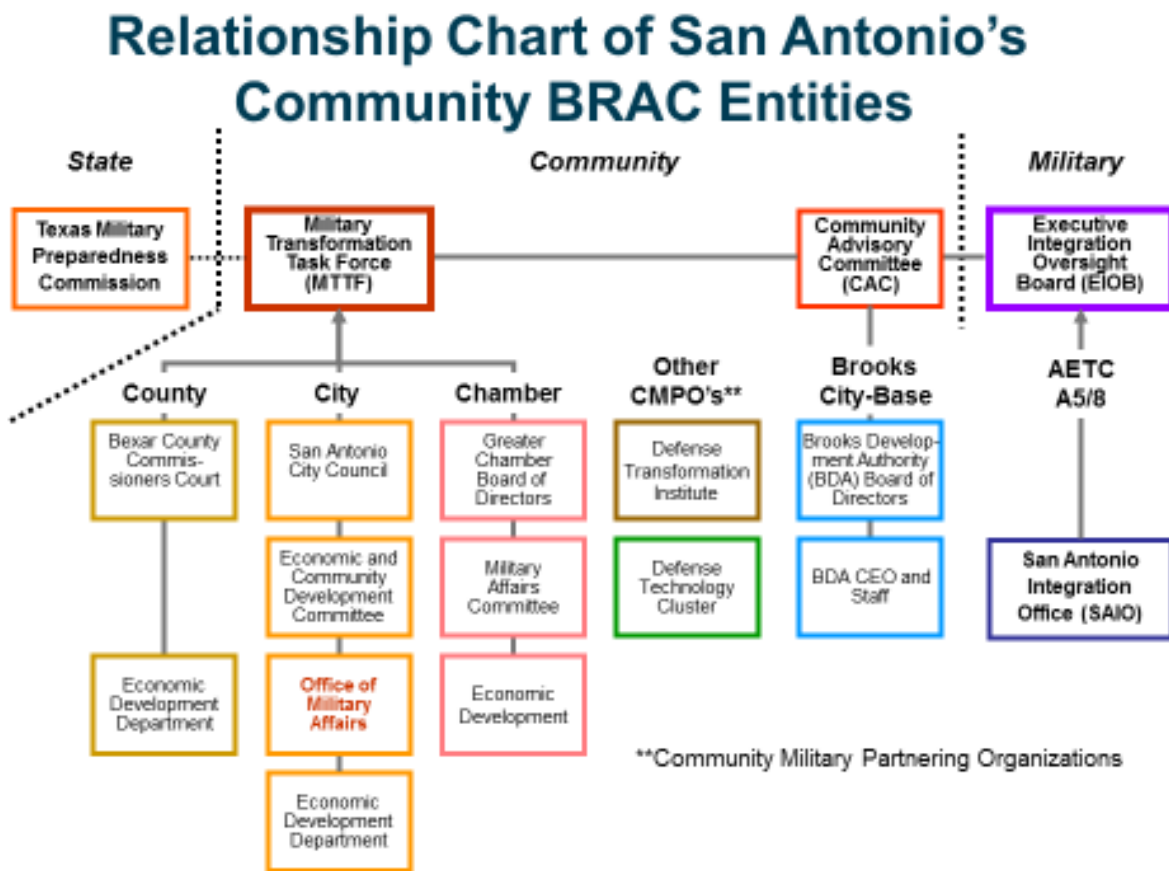 Relationship Chart of San Antonio's
Community BRAC Entities
State
Community
Military
Texas Military
Preparedness
Commission
Military
Transformation
Task Force
(MTTF)
Community
Advisory
Committee
(CAC)
Executive
Integration
Oversight
Board (EIOB)
County
City
Chamber
Other
CMPO's**
Brooks
City-Base
AETC
A5/8
Bexar County
Commis-
sioners Court
San Antonio
City Council
Greater
Chamber
Board of
Directors
Defense
Transformation
Institute
Brooks Develop-
ment Authority
(BDA) Board of
Directors
Economic and
Community
Development
Committee
Military
Affairs
Committee
Defense
Technology
Cluster
BDA CEO and
Staff
San Antonio
Integration
Office (SAIO)
Economic
Development
Department
Office of
Military
Affairs
Economic
Development
**Community Military Partnering Organizations
Economic
Development
Department